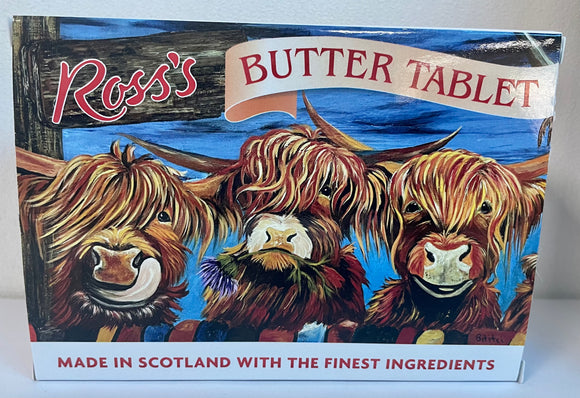 Ross's
BUTTER TABLET
MADE IN SCOTLAND WITH THE FINEST INGREDIENTS